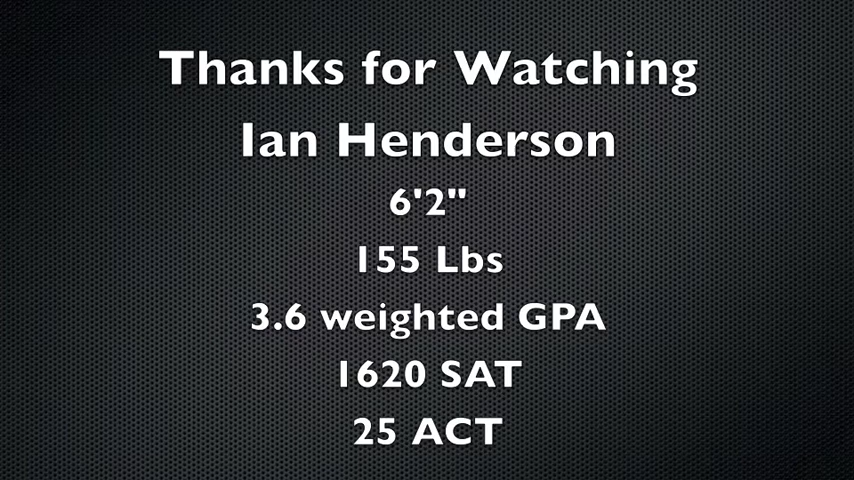 Thanks for Watching
Ian Henderson
6'2"
155 Lbs
3.6 weighted GPA
1620 SAT
25 ACT